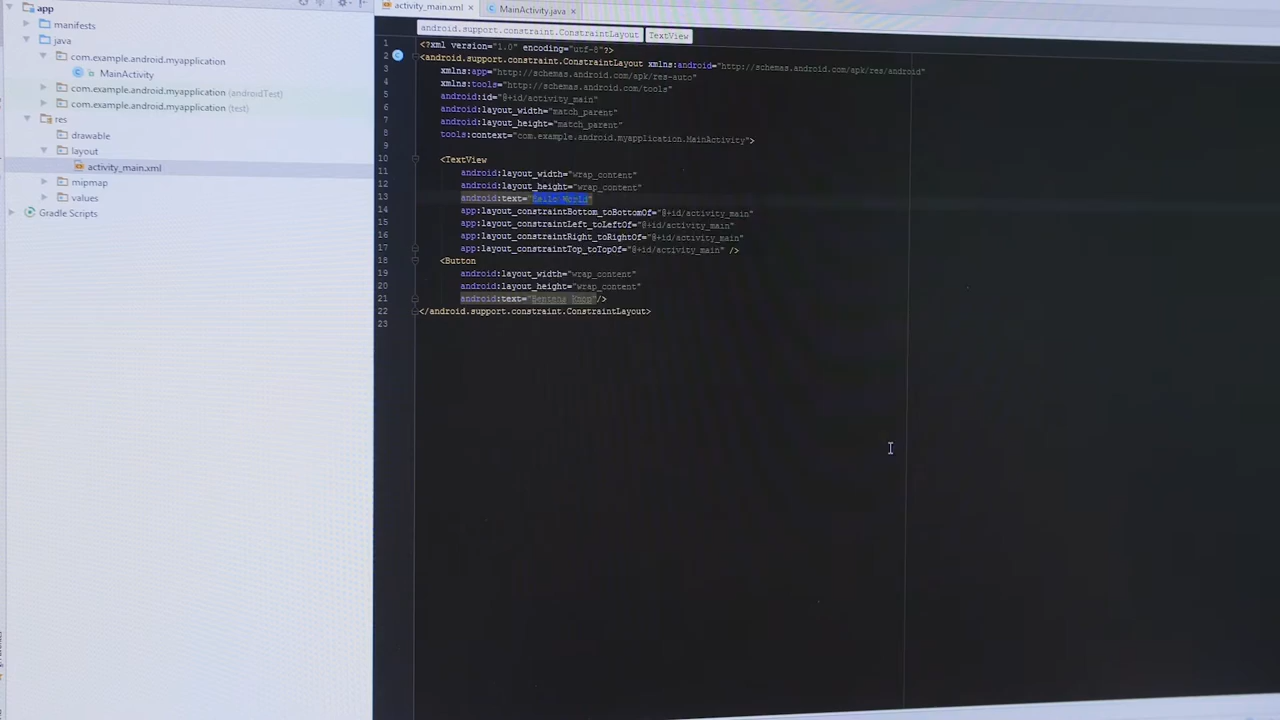 app
manifests
java
com.example.android.myapplication
MainActivity
com.example.android.myapplication (androidTest)
com.example.android.myapplication (test)
res
drawable
layout
activity_main.xml
mipmap
values
Gradle Scripts
activity_main.xml ×
MainActivity.java ×
android.support.constraint.ConstraintLayout TextView
1 <?xml version="1.0" encoding="utf-8"?>
2 <android.support.constraint.ConstraintLayout xmlns:android="http://schemas.android.com/apk/res/android"
3 xmlns:app="http://schemas.android.com/apk/res-auto"
4 xmlns:tools="http://schemas.android.com/tools"
5 android:id="@+id/activity_main"
6 android:layout_width="match_parent"
7 android:layout_height="match_parent"
8 tools:context="com.example.android.myapplication.MainActivity">
9
10 <TextView
11 android:layout_width="wrap_content"
12 android:layout_height="wrap_content"
13 android:text="Hallo World"
14 app:layout_constraintBottom_toBottomOf="@+id/activity_main"
15 app:layout_constraintLeft_toLeftOf="@+id/activity_main"
16 app:layout_constraintRight_toRightOf="@+id/activity_main"
17 app:layout_constraintTop_toTopOf="@+id/activity_main" />
18 <Button
19 android:layout_width="wrap_content"
20 android:layout_height="wrap_content"
21 android:text="/>
22 </android.support.constraint.ConstraintLayout>
23